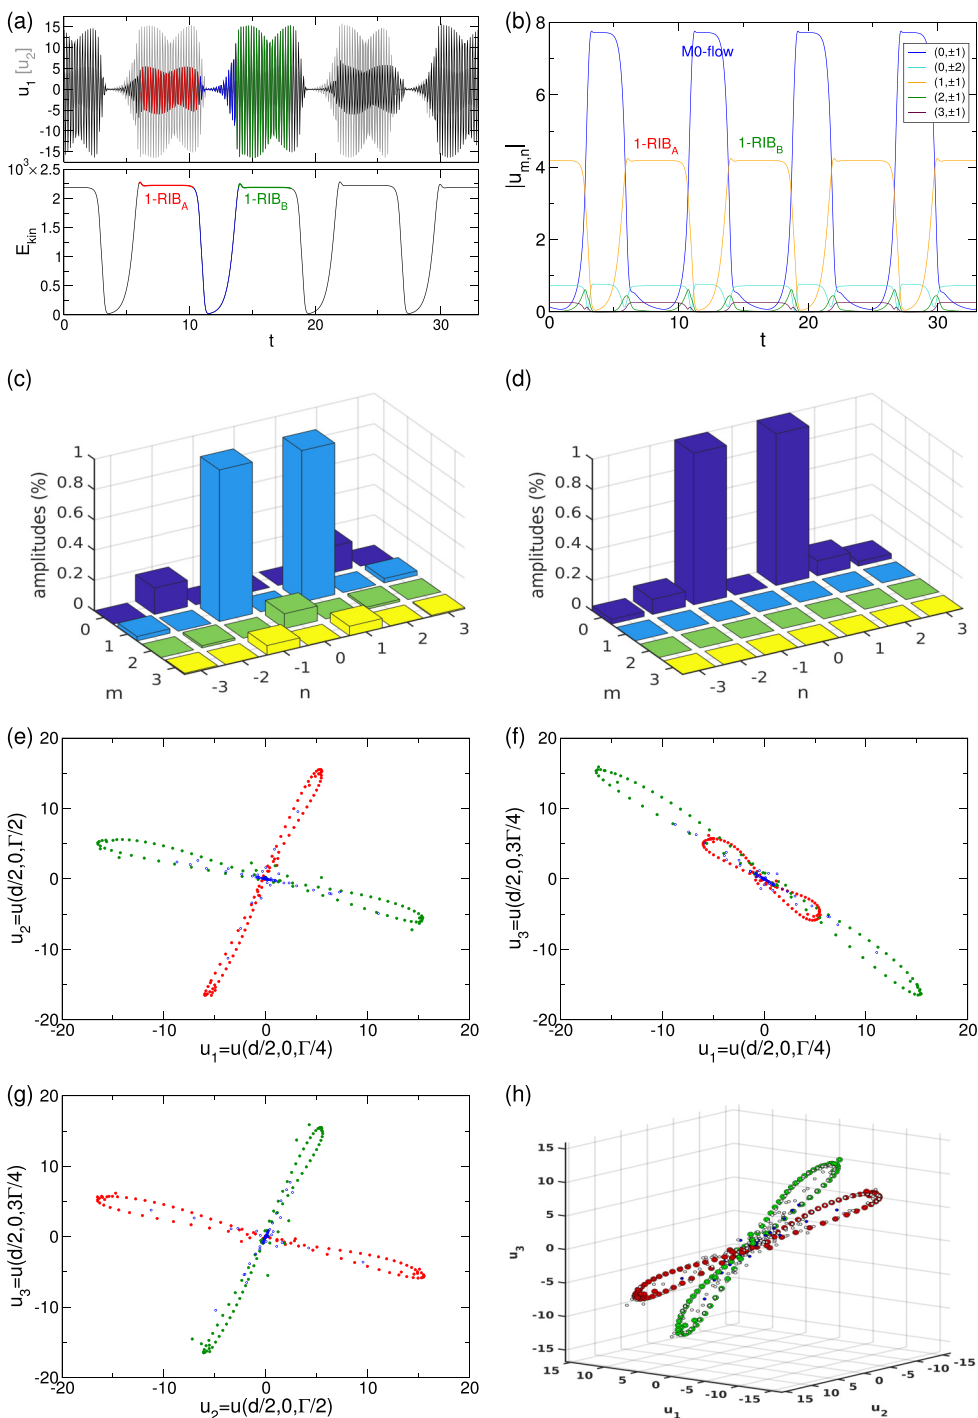 (a)
u1 [u2]
15
10
5
0
-5
-10
-15
10^3×2.5
2
1.5
1
0.5
0
E_kin
1-RIB_A
1-RIB_B
0 10 20 30
t
(b)
|u_m,n|
8
6
4
2
0
M0-flow
1-RIB_A
1-RIB_B
(0,±1)
(0,±2)
(1,±1)
(2,±1)
(3,±1)
0 10 20 30
t
(c)
amplitudes (%)
1
0.8
0.6
0.4
0.2
0
0 1 2 3
m
-3 -2 -1 0 1 2 3
n
(d)
amplitudes (%)
1
0.8
0.6
0.4
0.2
0
0 1 2 3
m
-3 -2 -1 0 1 2 3
n
(e)
u2=u(d/2,0,Γ/2)
20
10
0
-10
-20
-20 -10 0 10 20
u1=u(d/2,0,Γ/4)
(f)
u3=u(d/2,0,3Γ/4)
20
10
0
-10
-20
-20 -10 0 10 20
u1=u(d/2,0,Γ/4)
(g)
u3=u(d/2,0,3Γ/4)
20
10
0
-10
-20
-20 -10 0 10 20
u2=u(d/2,0,Γ/2)
(h)
u3
15
10
5
0
-5
-10
-15
15 10 5 0 -5 -10 -15
u1
15 10 5 0 -5 -10 -15
u2